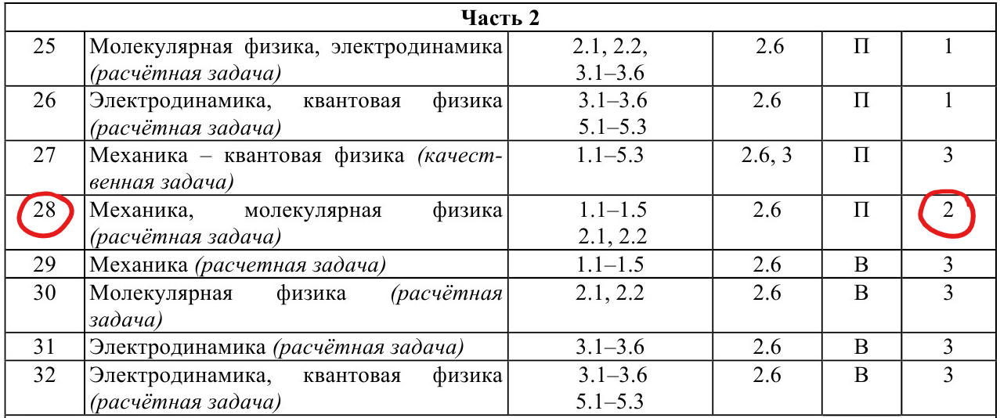 Часть 2
25 Молекулярная физика, электродинамика 2.1, 2.2, 2.6 П 1
(расчётная задача) 3.1–3.6
26 Электродинамика, квантовая физика 3.1–3.6 2.6 П 1
(расчётная задача) 5.1–5.3
27 Механика – квантовая физика (качест- 1.1–5.3 2.6, 3 П 3
венная задача)
28 Механика, молекулярная физика 1.1–1.5 2.6 П 2
(расчётная задача) 2.1, 2.2
29 Механика (расчетная задача) 1.1–1.5 2.6 В 3
30 Молекулярная физика (расчётная 2.1, 2.2 2.6 В 3
задача)
31 Электродинамика (расчётная задача) 3.1–3.6 2.6 В 3
32 Электродинамика, квантовая физика 3.1–3.6 2.6 В 3
(расчётная задача) 5.1–5.3